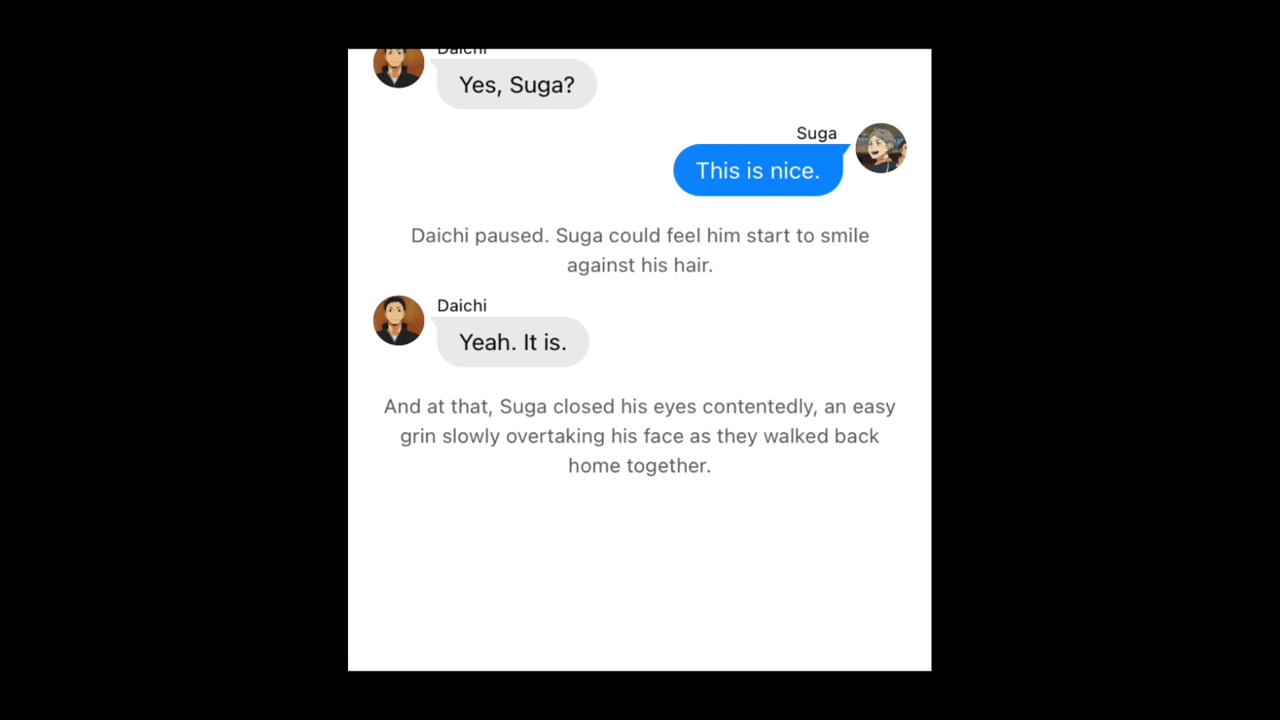 Daichi
Yes, Suga?
Suga
This is nice.
Daichi paused. Suga could feel him start to smile
against his hair.
Daichi
Yeah. It is.
And at that, Suga closed his eyes contentedly, an easy
grin slowly overtaking his face as they walked back
home together.